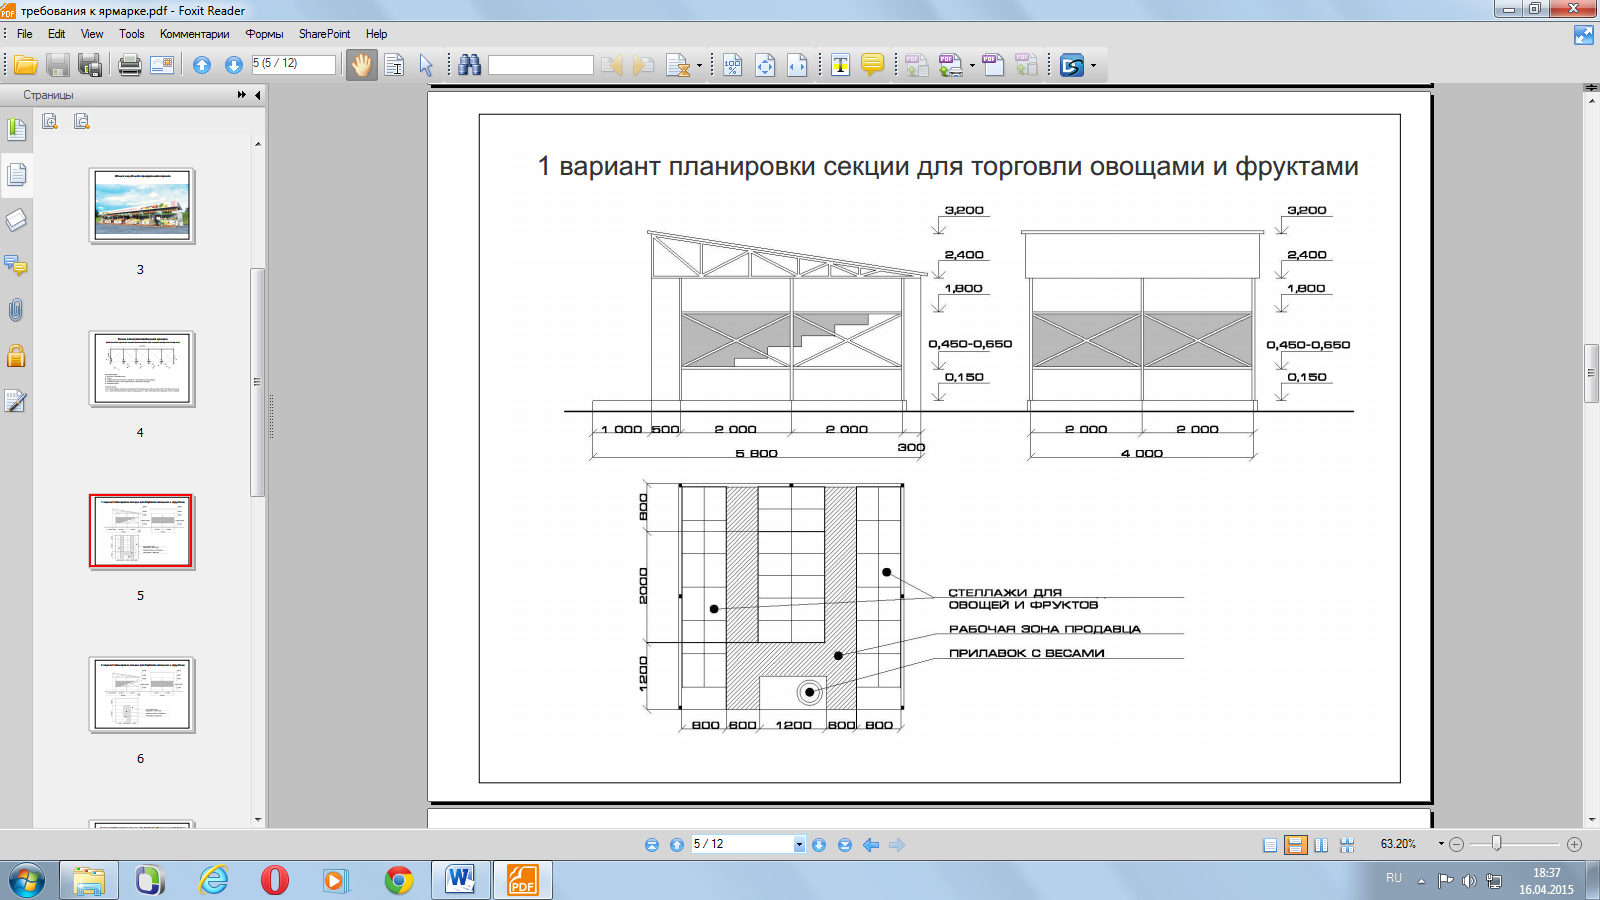 требования к ярмарке.pdf - Foxit Reader
File Edit View Tools Комментарии Формы SharePoint Help
5 (5 / 12)
Страницы
3
4
5
6
1 вариант планировки секции для торговли овощами и фруктами
3,200
2,400
1,800
0,450-0,650
0,150
1 000 500 2 000 2 000
300
5 800
3,200
2,400
1,800
0,450-0,650
0,150
2 000 2 000
4 000
800
2000
1200
800 600 1200 600 800
СТЕЛЛАЖИ ДЛЯ
ОВОЩЕЙ И ФРУКТОВ
РАБОЧАЯ ЗОНА ПРОДАВЦА
ПРИЛАВОК С ВЕСАМИ
5 / 12
63.20%
RU
18:37
16.04.2015